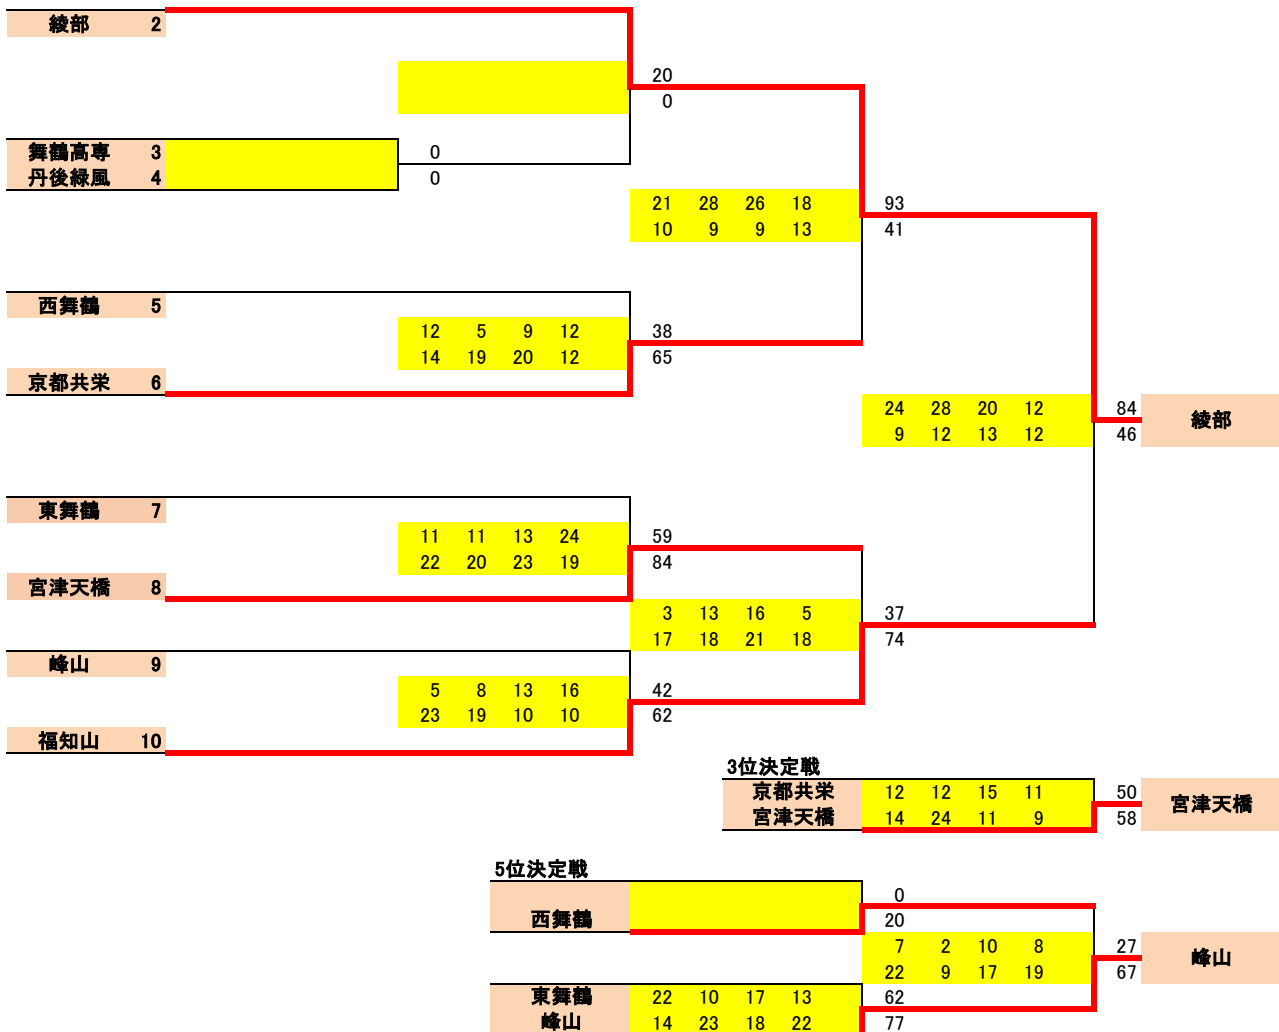 綾部 2
20
0
舞鶴高専 3
0
丹後緑風 4
0
21 28 26 18
93
10 9 9 13
41
西舞鶴 5
12 5 9 12
38
14 19 20 12
65
京都共栄 6
24 28 20 12
84
9 12 13 12
46
綾部
東舞鶴 7
11 11 13 24
59
22 20 23 19
84
宮津天橋 8
3 13 16 5
37
17 18 21 18
74
峰山 9
5 8 13 16
42
23 19 10 10
62
福知山 10
3位決定戦
京都共栄 12 12 15 11
50
宮津天橋 14 24 11 9
58
宮津天橋
5位決定戦
0
西舞鶴
20
7 2 10 8
27
22 9 17 19
67
峰山
東舞鶴 22 10 17 13
62
峰山 14 23 18 22
77